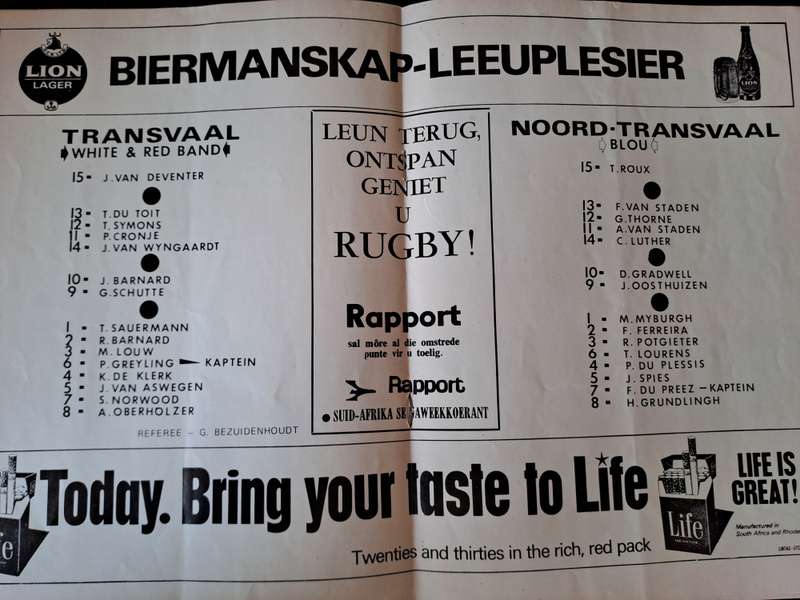 LION
LAGER
BIERMANSKAP-LEEUPLESIER
LION
TRANSVAAL
WHITE & RED BAND
15- J. VAN DEVENTER
13- T. DU TOIT
12- T. SYMONS
11- P. CRONJE
14- J. VAN WYNGAARDT
10- J. BARNARD
9- G. SCHUTTE
1- T. SAUERMANN
2- R. BARNARD
3- M. LOUW
6- P. GREYLING KAPTEIN
4- K. DE KLERK
5- J. VAN ASWEGEN
7- S. NORWOOD
8- A. OBERHOLZER
REFEREE - G. BEZUIDENHOUDT
LEUN TERUG,
ONTSPAN
GENIET
U
RUGBY!
Rapport
sal môre al die omstrede
punte vir u toelig.
Rapport
SUID-AFRIKA SE NAWEEKKOERANT
NOORD-TRANSVAAL
BLOU
15- T. ROUX
13- F. VAN STADEN
12- G. THORNE
11- A. VAN STADEN
14- C. LUTHER
10- D. GRADWELL
9- J. OOSTHUIZEN
1- M. MYBURGH
2- F. FERREIRA
3- R. POTGIETER
6- T. LOURENS
4- P. DU PLESSIS
5- J. SPIES
7- F. DU PREEZ - KAPTEIN
8- H. GRUNDLINGH
Today. Bring your taste to Life
Life
LIFE IS
GREAT!
Manufactured in
South Africa and Rhode
Twenties and thirties in the rich, red pack